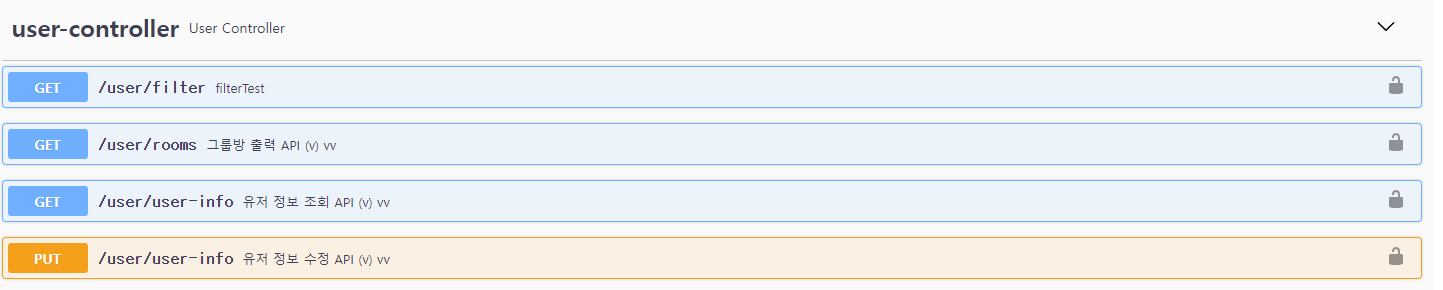 user-controller User Controller
GET /user/filter filterTest
GET /user/rooms 그룹방 출력 API (v) vv
GET /user/user-info 유저 정보 조회 API (v) vv
PUT /user/user-info 유저 정보 수정 API (v) vv